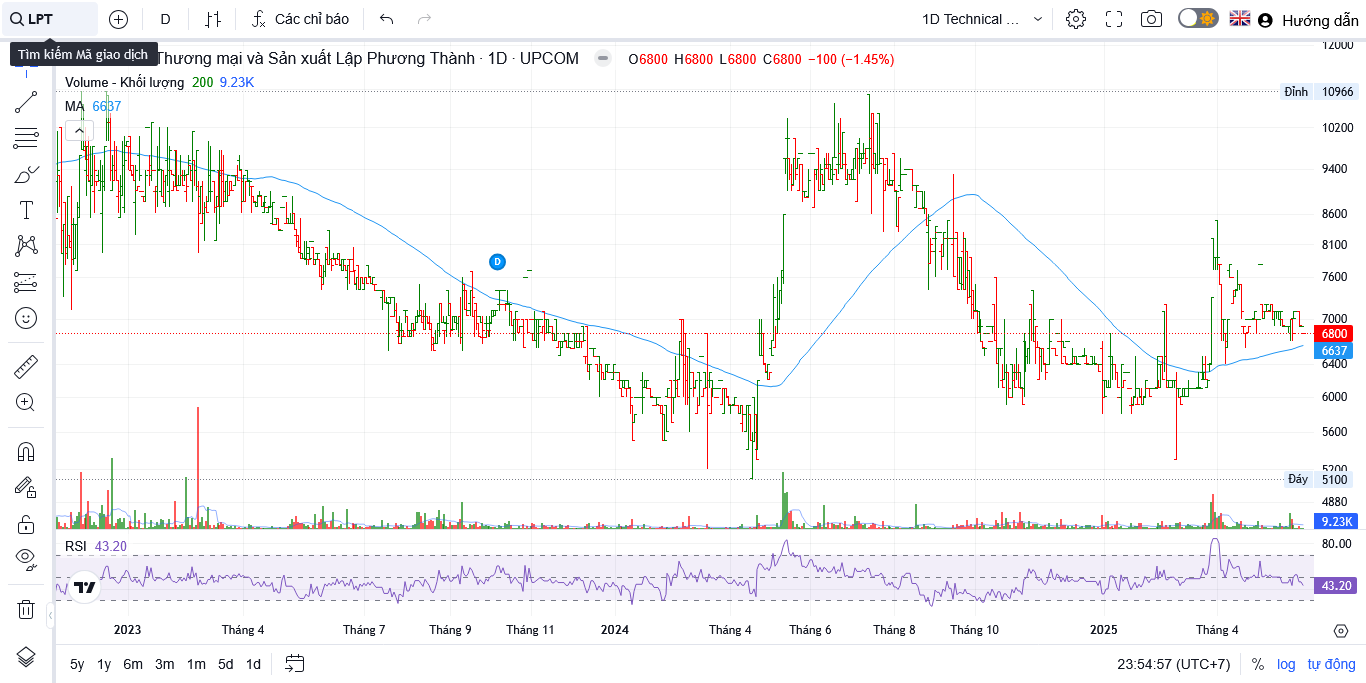 LPT
D
Các chỉ báo
1D Technical ...
Hướng dẫn
Tìm kiếm Mã giao dịch
Thương mại và Sản xuất Lập Phương Thành · 1D · UPCOM
O6800 H6800 L6800 C6800 −100 (−1.45%)
Volume - Khối lượng 200 9.23K
MA 6637
12000
Đỉnh 10966
10200
9400
8600
8100
7600
7000
6800
6637
6400
6000
5600
5200
Đáy 5100
4880
9.23K
D
RSI 43.20
80.00
43.20
2023 Tháng 4 Tháng 7 Tháng 9 Tháng 11 2024 Tháng 4 Tháng 6 Tháng 8 Tháng 10 2025 Tháng 4
5y 1y 6m 3m 1m 5d 1d
23:54:57 (UTC+7) % log tự động